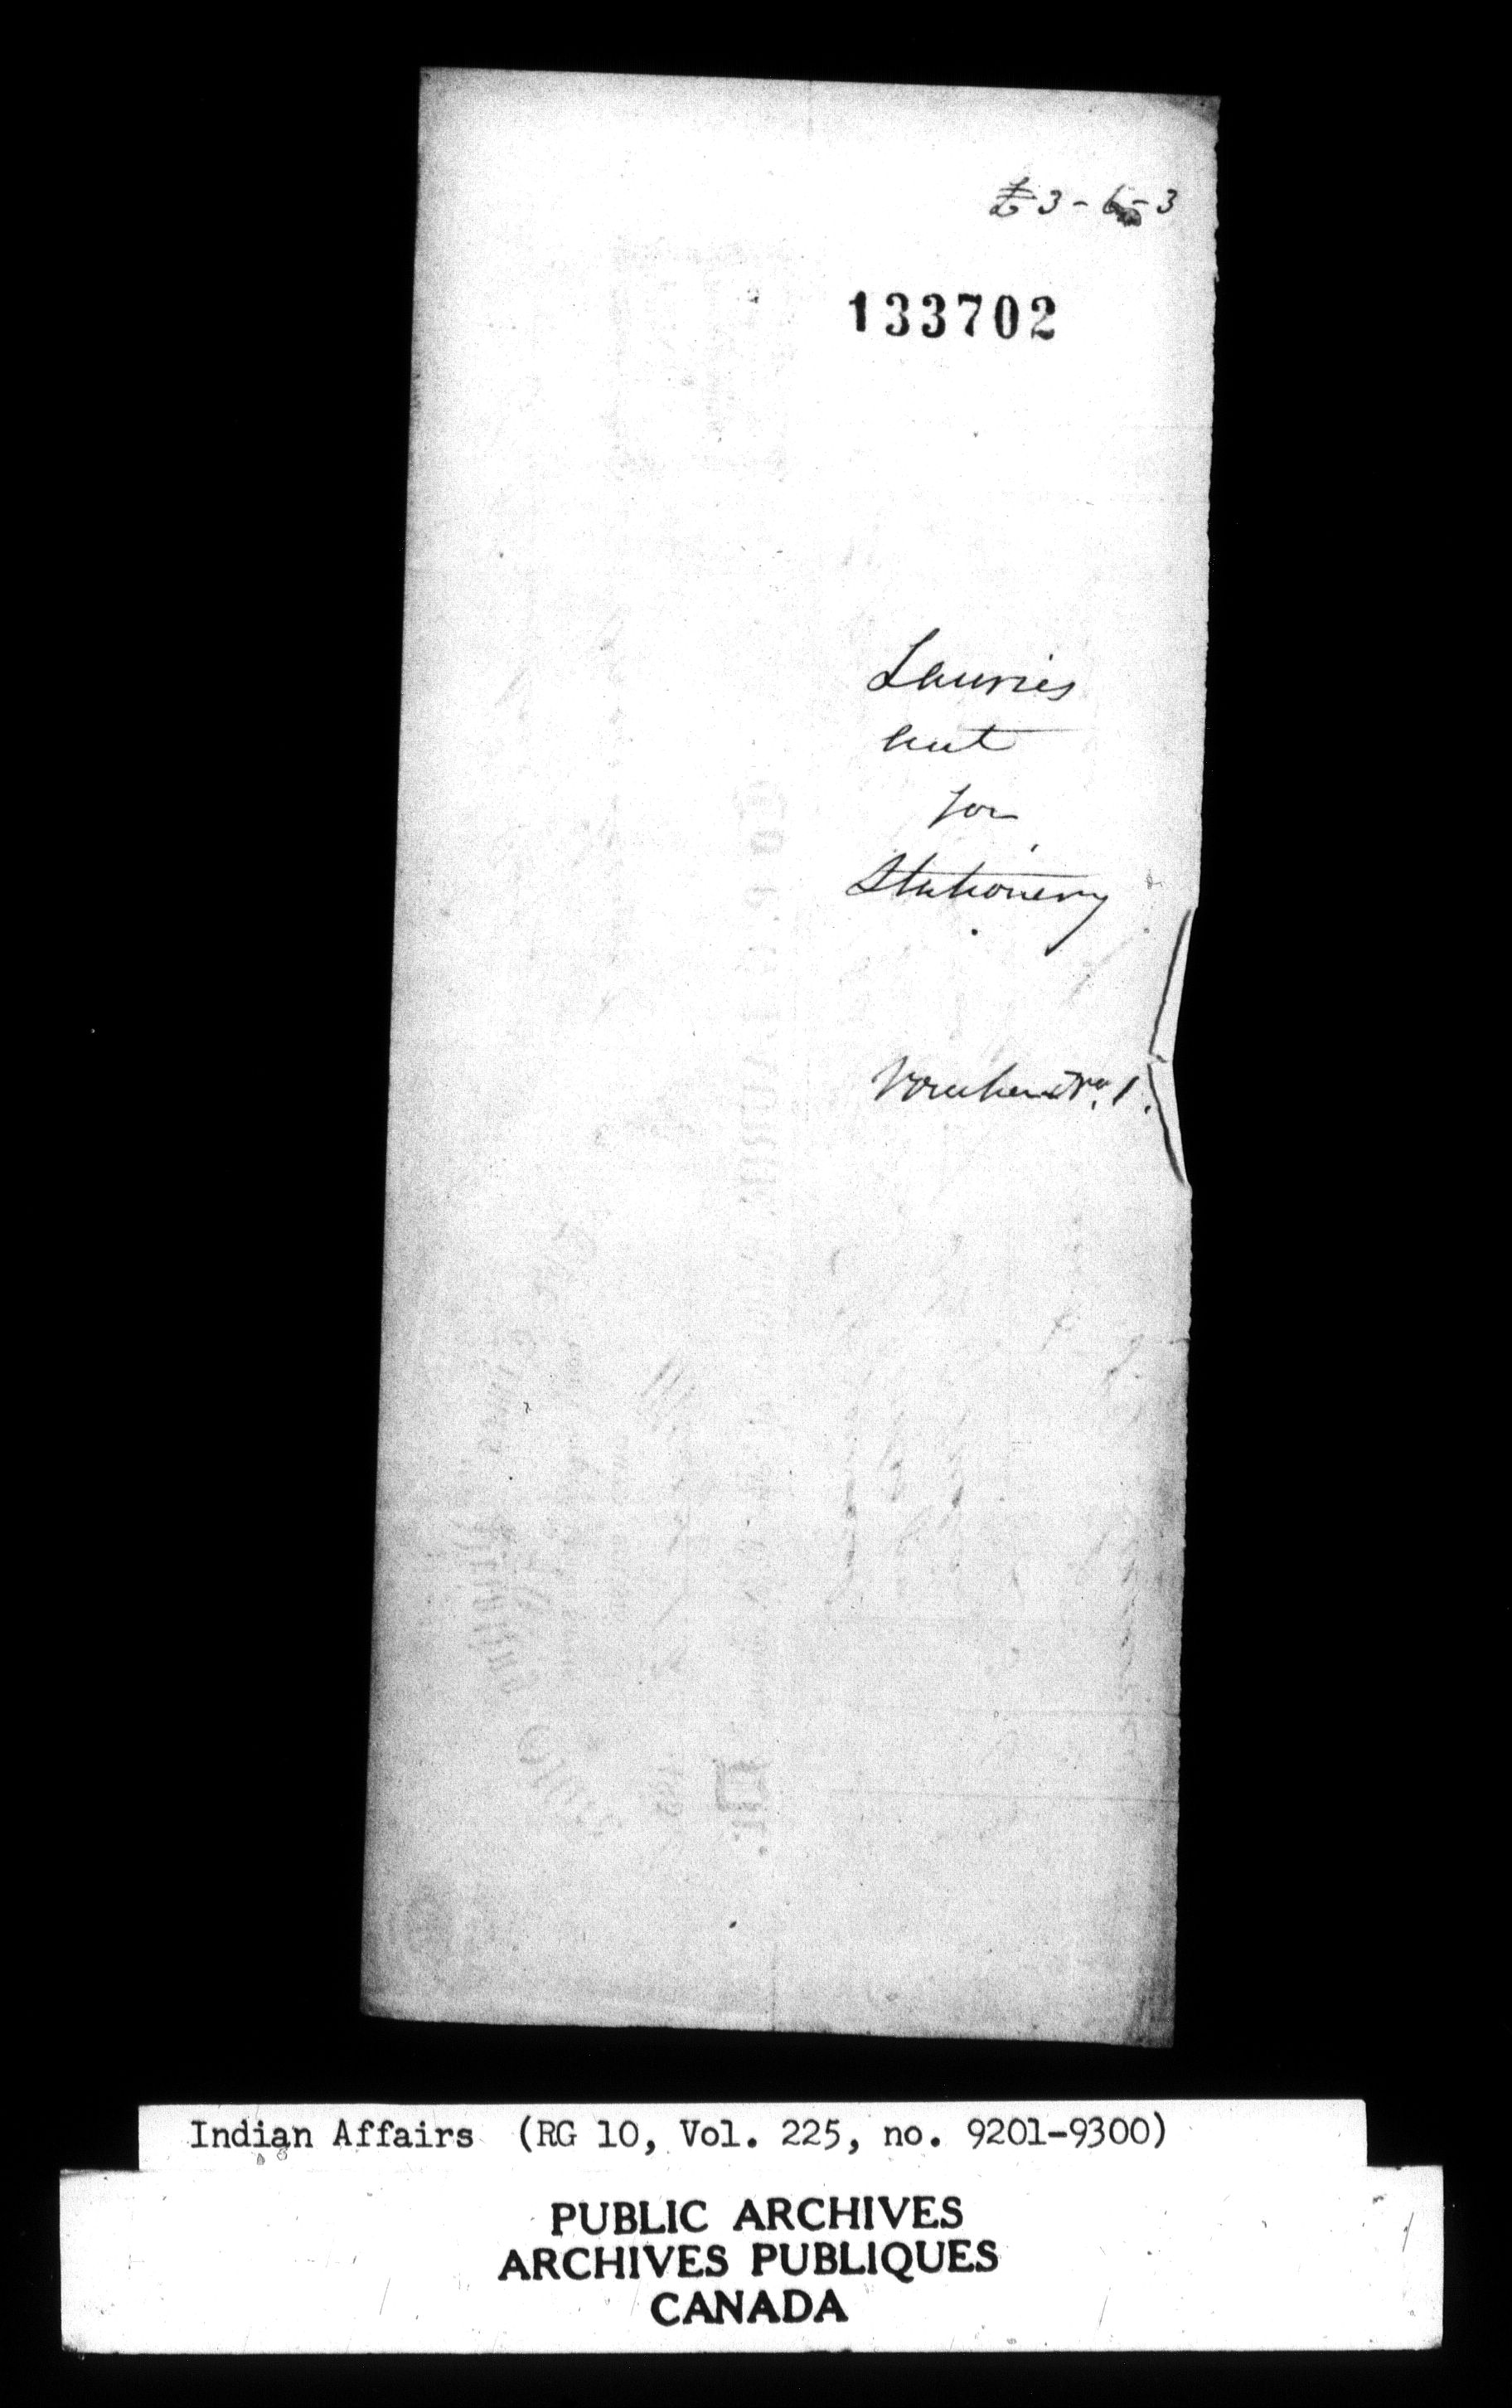 £3-6-3
133702
Lauries
acct
for
Stationery
Voucher No. 1.
Indian Affairs (RG 10, Vol. 225, no. 9201-9300)
PUBLIC ARCHIVES
ARCHIVES PUBLIQUES
CANADA